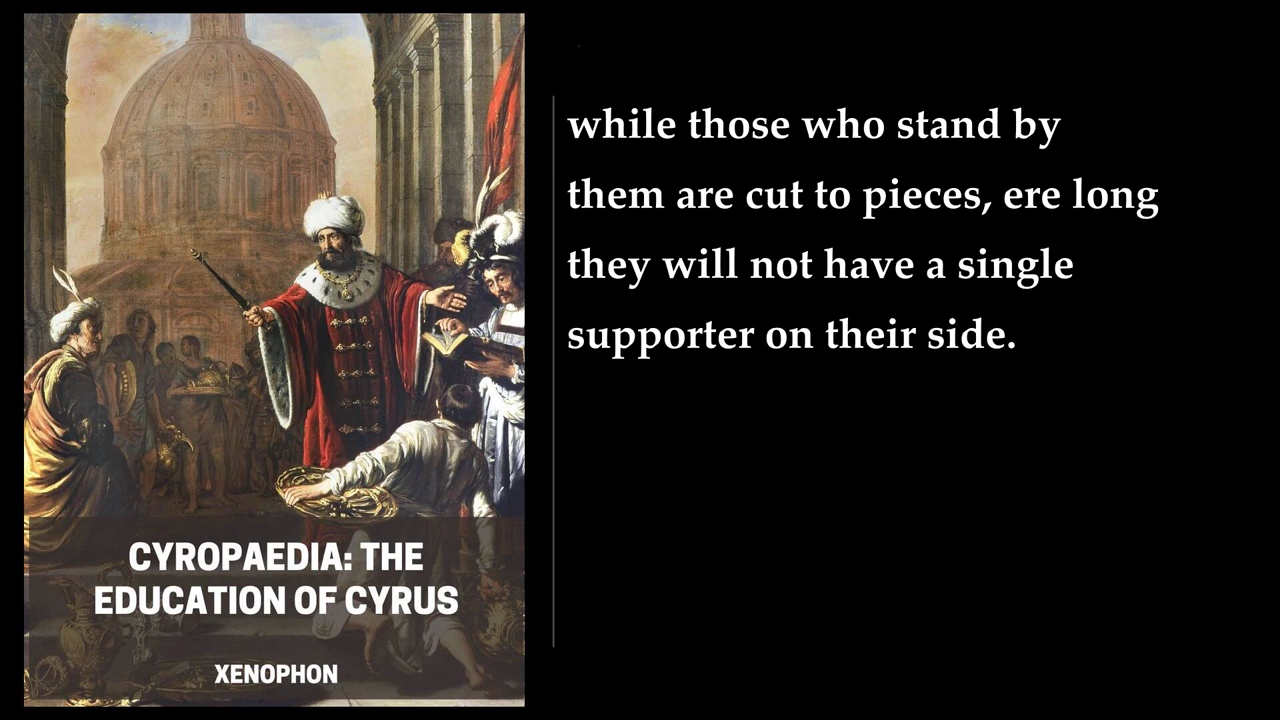 while those who stand by
them are cut to pieces, ere long
they will not have a single
supporter on their side.
CYROPAEDIA: THE
EDUCATION OF CYRUS
XENOPHON